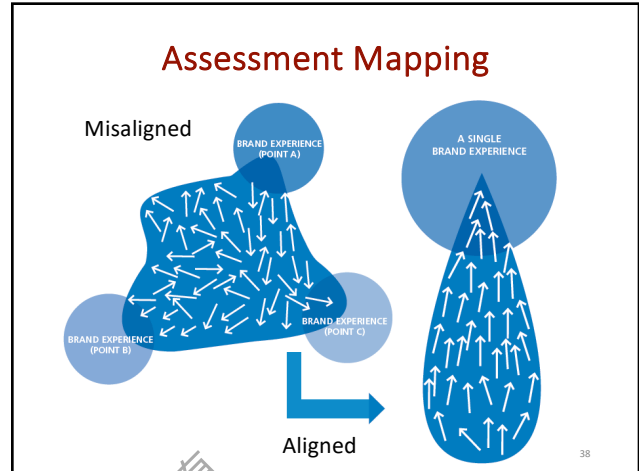 Assessment Mapping
Misaligned
BRAND EXPERIENCE
(POINT A)
A SINGLE
BRAND EXPERIENCE
BRAND EXPERIENCE
(POINT B)
BRAND EXPERIENCE
(POINT C)
Aligned
38